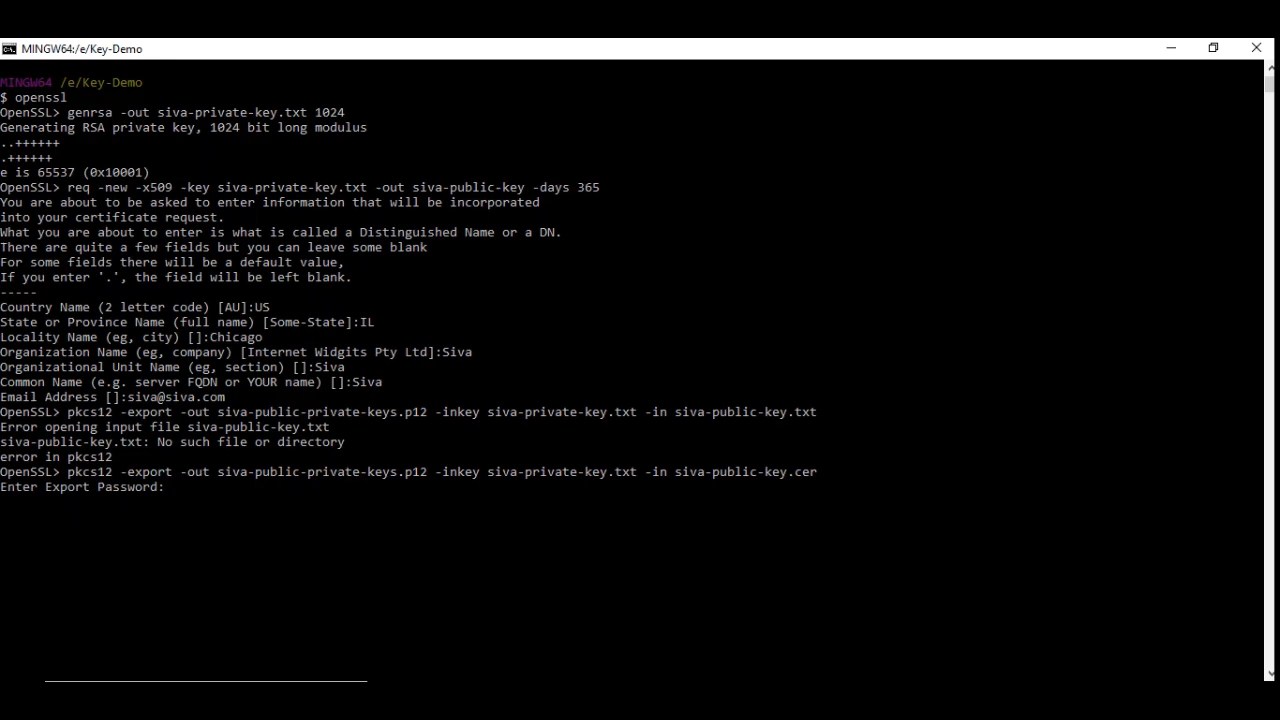 MINGW64:/e/Key-Demo
MINGW64 /e/Key-Demo
$ openssl
OpenSSL> genrsa -out siva-private-key.txt 1024
Generating RSA private key, 1024 bit long modulus
..++++++
.++++++
e is 65537 (0x10001)
OpenSSL> req -new -x509 -key siva-private-key.txt -out siva-public-key -days 365
You are about to be asked to enter information that will be incorporated
into your certificate request.
What you are about to enter is what is called a Distinguished Name or a DN.
There are quite a few fields but you can leave some blank
For some fields there will be a default value,
If you enter '.', the field will be left blank.
-----
Country Name (2 letter code) [AU]:US
State or Province Name (full name) [Some-State]:IL
Locality Name (eg, city) []:Chicago
Organization Name (eg, company) [Internet Widgits Pty Ltd]:Siva
Organizational Unit Name (eg, section) []:Siva
Common Name (e.g. server FQDN or YOUR name) []:Siva
Email Address []:siva@siva.com
OpenSSL> pkcs12 -export -out siva-public-private-keys.p12 -inkey siva-private-key.txt -in siva-public-key.txt
Error opening input file siva-public-key.txt
siva-public-key.txt: No such file or directory
error in pkcs12
OpenSSL> pkcs12 -export -out siva-public-private-keys.p12 -inkey siva-private-key.txt -in siva-public-key.cer
Enter Export Password: